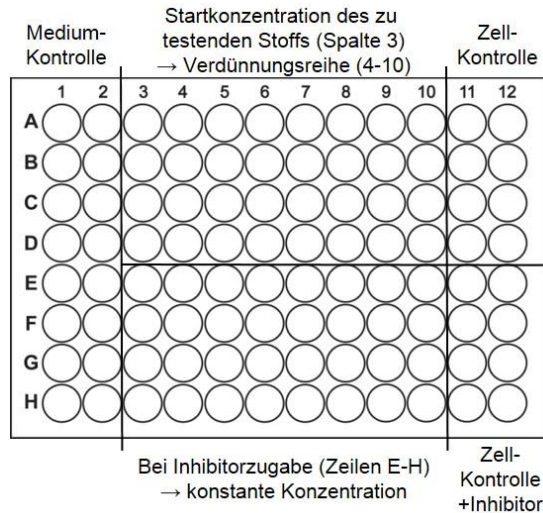 Medium-
Kontrolle
Startkonzentration des zu
testenden Stoffs (Spalte 3)
→ Verdünnungsreihe (4-10)
Zell-
Kontrolle
1 2 3 4 5 6 7 8 9 10 11 12
A
B
C
D
E
F
G
H
Bei Inhibitorzugabe (Zeilen E-H)
→ konstante Konzentration
Zell-
Kontrolle
+Inhibitor